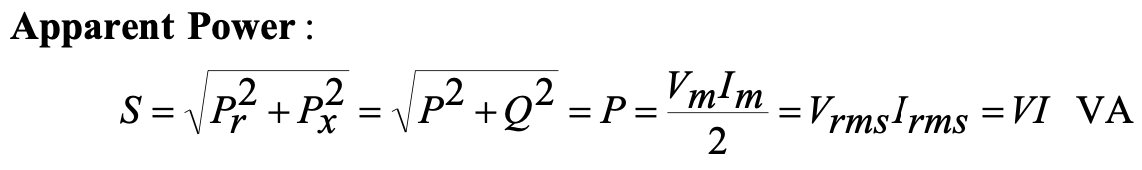 Apparent Power :
S = √(P_r^2 + P_x^2) = √(P^2 + Q^2) = P = V_m I_m / 2 = V_rms I_rms = VI VA